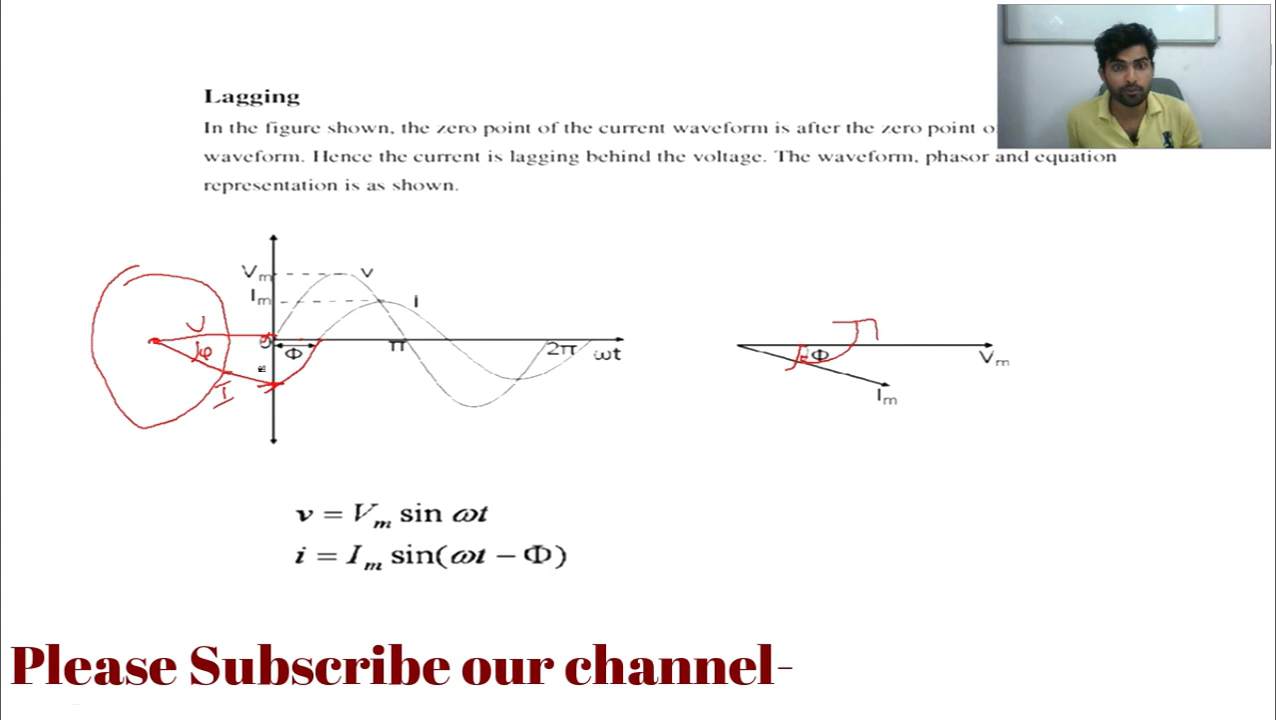 Lagging
In the figure shown, the zero point of the current waveform is after the zero point o
waveform. Hence the current is lagging behind the voltage. The waveform, phasor and equation
representation is as shown.
Vm
v
Im
i
V
φ
I
Φ
π
2π
ωt
Φ
Vm
Im
v = Vm sin ωt
i = Im sin(ωt − Φ)
Please Subscribe our channel-